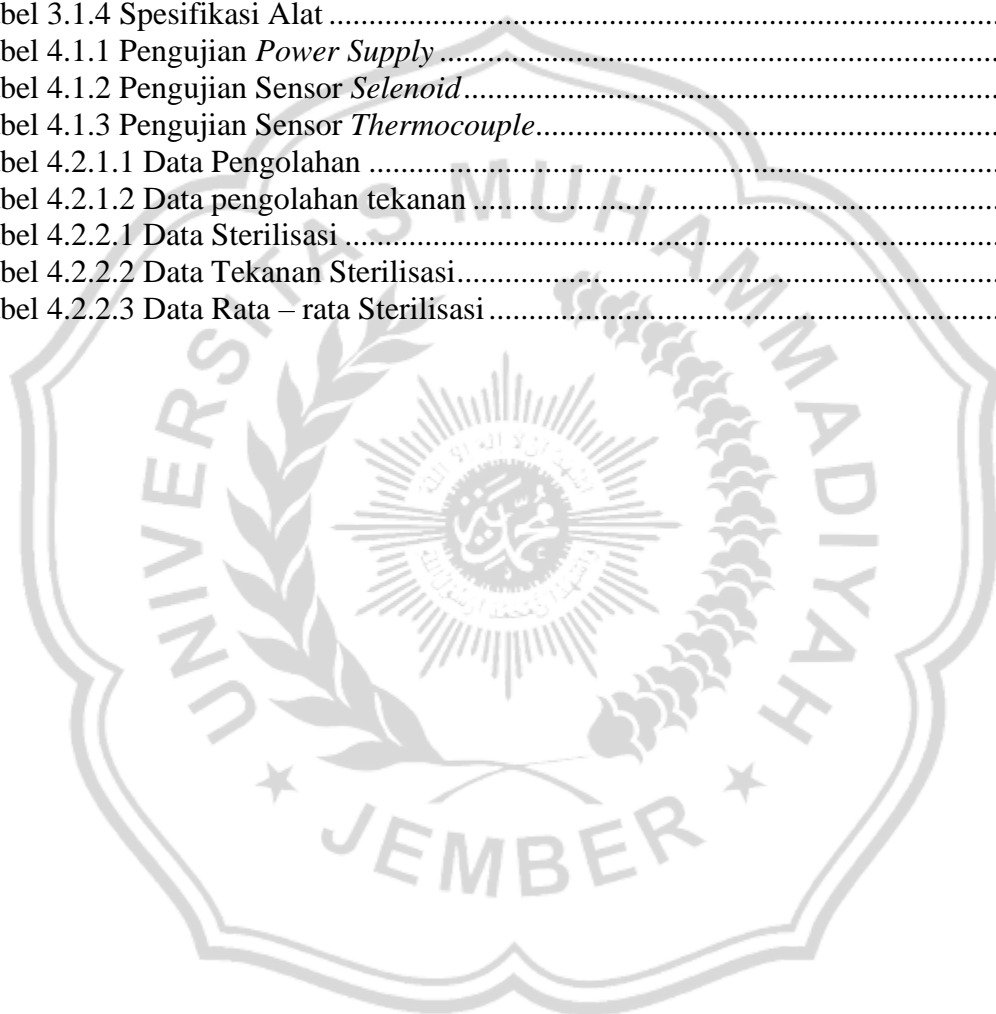 bel 3.1.4 Spesifikasi Alat ....................................................................................
bel 4.1.1 Pengujian Power Supply ....................................................................................
bel 4.1.2 Pengujian Sensor Selenoid....................................................................................
bel 4.1.3 Pengujian Sensor Thermocouple....................................................................................
bel 4.2.1.1 Data Pengolahan ....................................................................................
bel 4.2.1.2 Data pengolahan tekanan ....................................................................................
bel 4.2.2.1 Data Sterilisasi ....................................................................................
bel 4.2.2.2 Data Tekanan Sterilisasi....................................................................................
bel 4.2.2.3 Data Rata – rata Sterilisasi ....................................................................................
UNIVERSITAS MUHAMMADIYAH
JEMBER